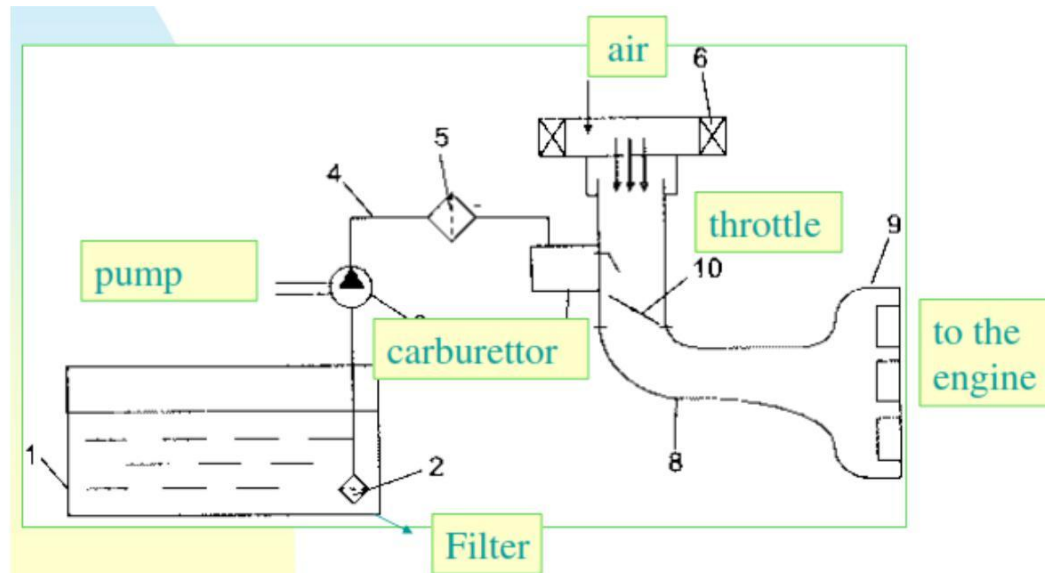 air
6
5
4
throttle
9
10
pump
carburettor
to the
engine
1
2
8
Filter